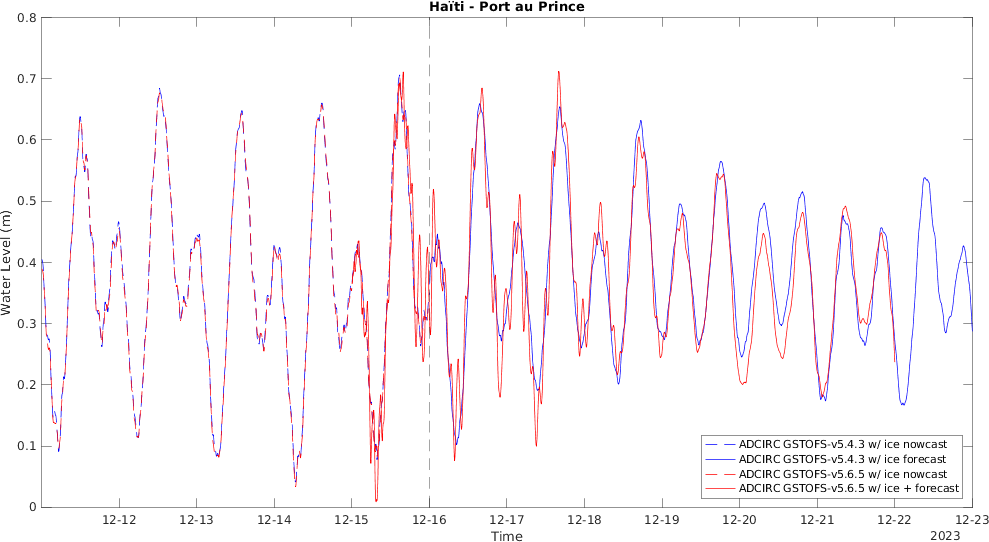 Haïti - Port au Prince
Water Level (m)
0.8
0.7
0.6
0.5
0.4
0.3
0.2
0.1
0
ADCIRC GSTOFS-v5.4.3 w/ ice nowcast
ADCIRC GSTOFS-v5.4.3 w/ ice forecast
ADCIRC GSTOFS-v5.6.5 w/ ice nowcast
ADCIRC GSTOFS-v5.6.5 w/ ice + forecast
12-12 12-13 12-14 12-15 12-16 12-17 12-18 12-19 12-20 12-21 12-22 12-23
Time
2023